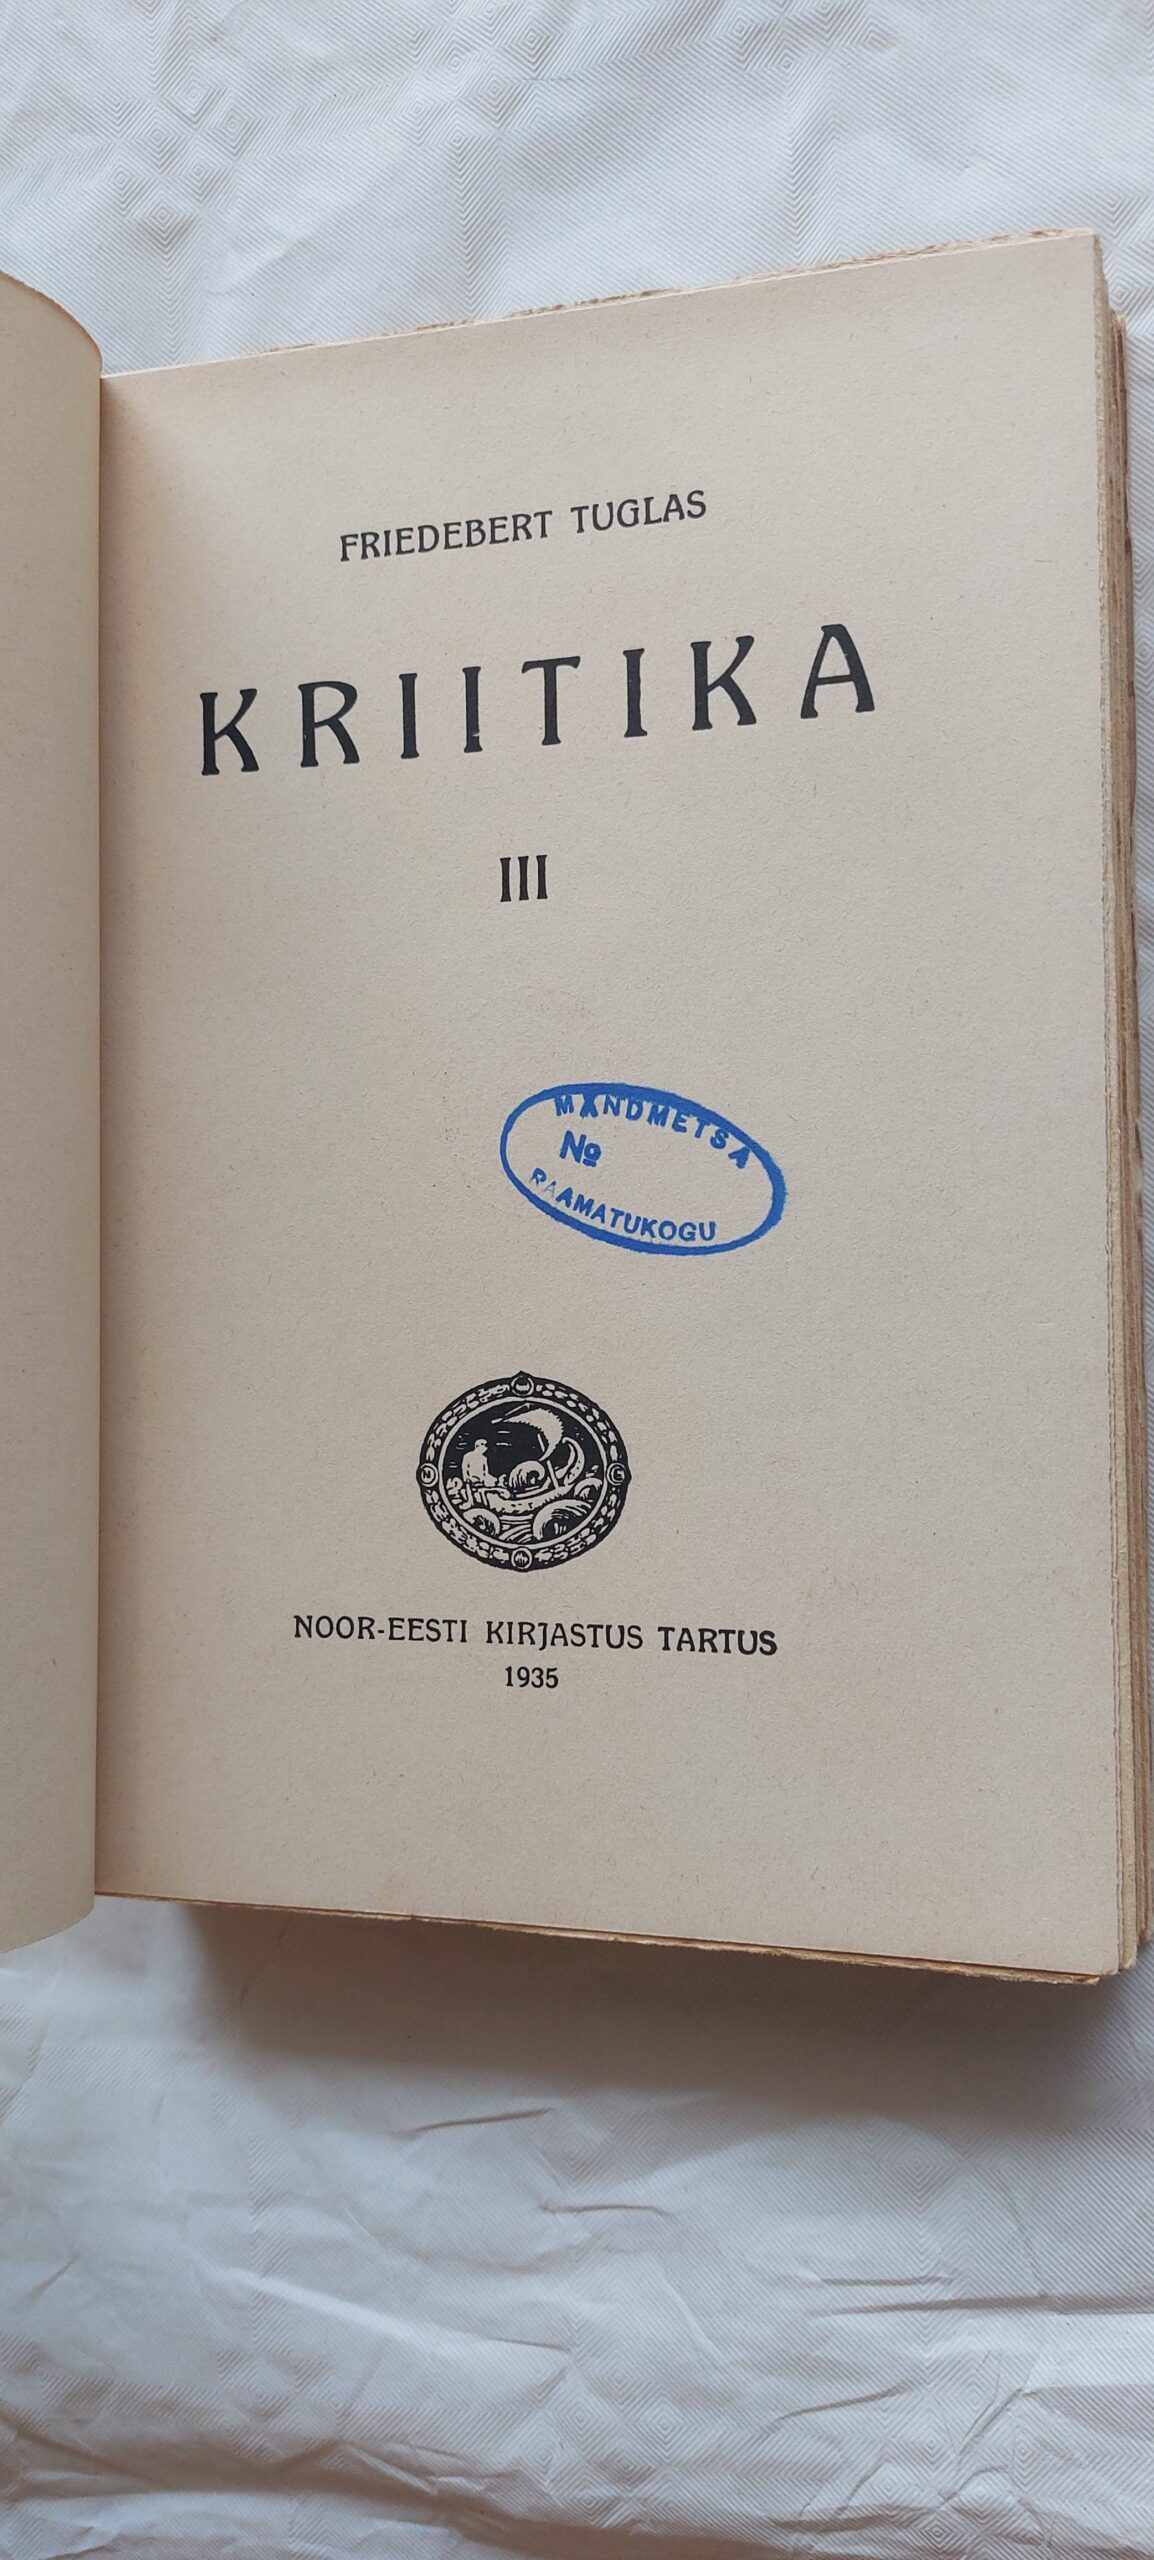 FRIEDEBERT TUGLAS
KRIITIKA
III
MÄNDMETSA
№
RAAMATUKOGU
NOOR-EESTI KIRJASTUS TARTUS
1935